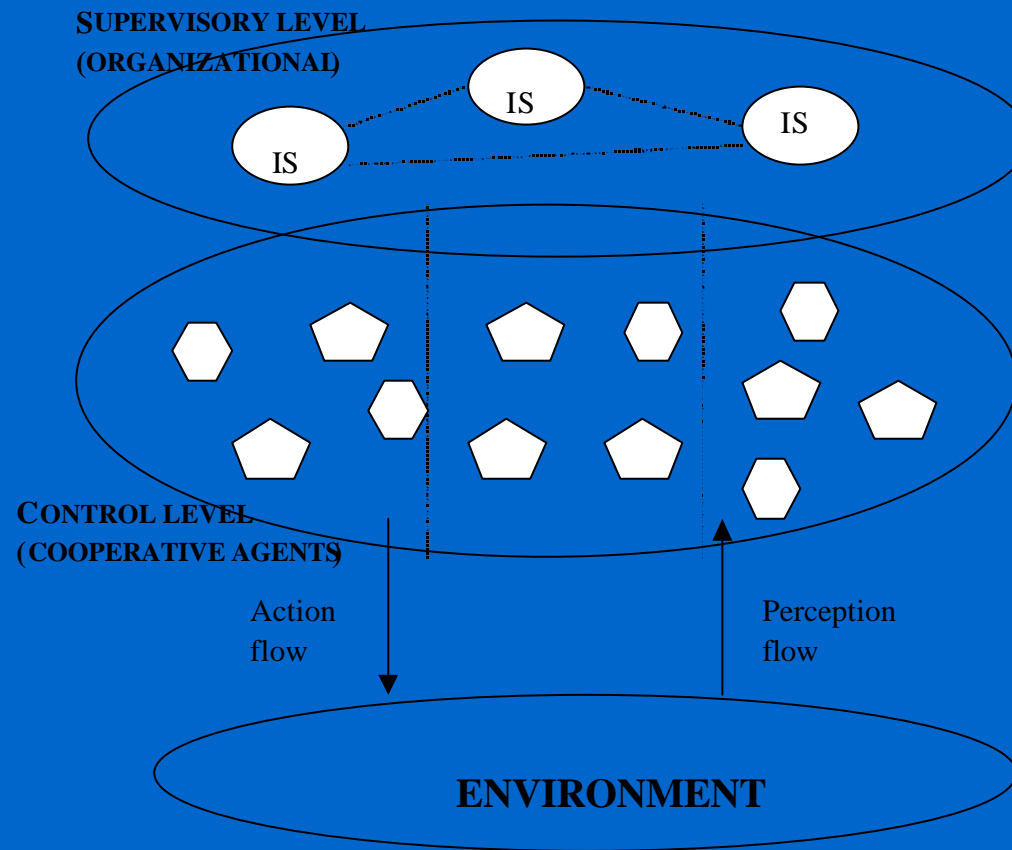 SUPERVISORY LEVEL
(ORGANIZATIONAL)
IS
IS
IS
CONTROL LEVEL
(COOPERATIVE AGENTS)
Action
flow
Perception
flow
ENVIRONMENT